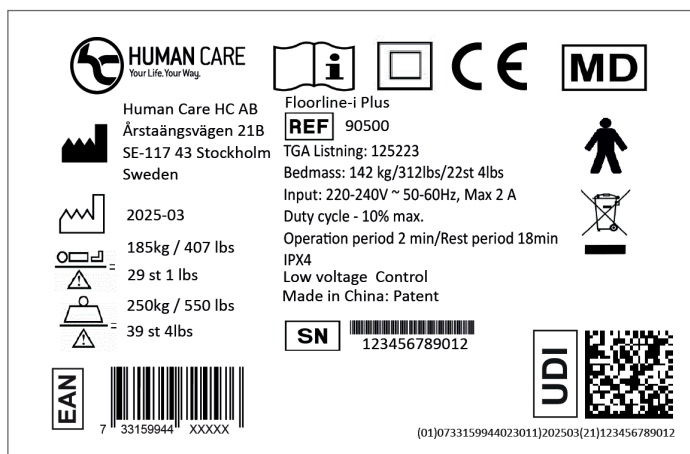 HUMAN CARE
Your Life. Your Way.
i
CE
MD
Human Care HC AB
Årstaängsvägen 21B
SE-117 43 Stockholm
Sweden
2025-03
185kg / 407 lbs
=
29 st 1 lbs
250kg / 550 lbs
=
39 st 4lbs
Floorline-i Plus
REF 90500
TGA Listning: 125223
Bedmass: 142 kg/312lbs/22st 4lbs
Input: 220-240V ~ 50-60Hz, Max 2 A
Duty cycle - 10% max.
Operation period 2 min/Rest period 18min
IPX4
Low voltage Control
Made in China: Patent
SN
123456789012
EAN
7 33159944 XXXXX
UDI
(01)0733159944023011)202503(21)123456789012